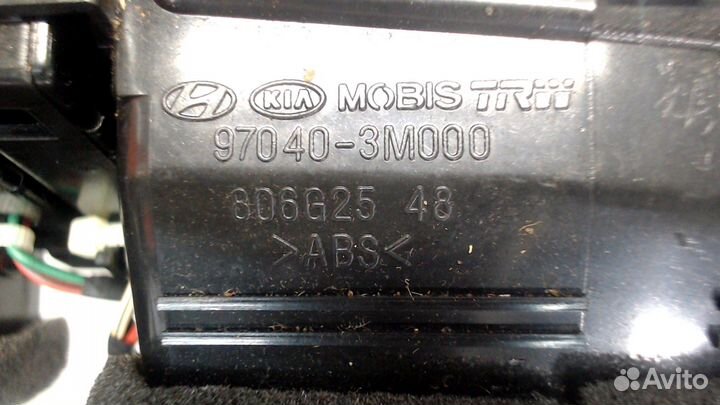 KIA MOBIS TRW
97040-3M000
8D6G25 48
>ABS<
Avito